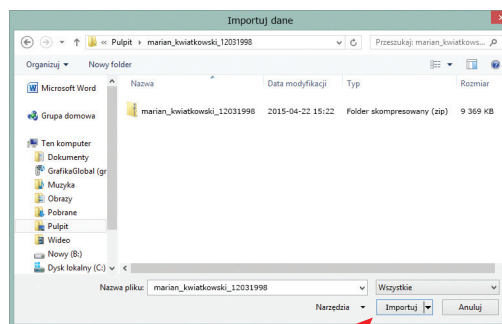 Importuj dane
« Pulpit ▸ marian_kwiatkowski_12031998
Przeszukaj: marian_kwiatkows...
Organizuj Nowy folder
Nazwa Data modyfikacji Typ Rozmiar
marian_kwiatkowski_12031998 2015-04-22 15:22 Folder skompresowany (zip) 9 369 KB
Microsoft Word
Grupa domowa
Ten komputer
Dokumenty
GrafikaGlobal (gr
Muzyka
Obrazy
Pobrane
Pulpit
Wideo
Nowy (B:)
Dysk lokalny (C:)
Nazwa pliku: marian_kwiatkowski_12031998 Wszystkie
Narzędzia Importuj Anuluj